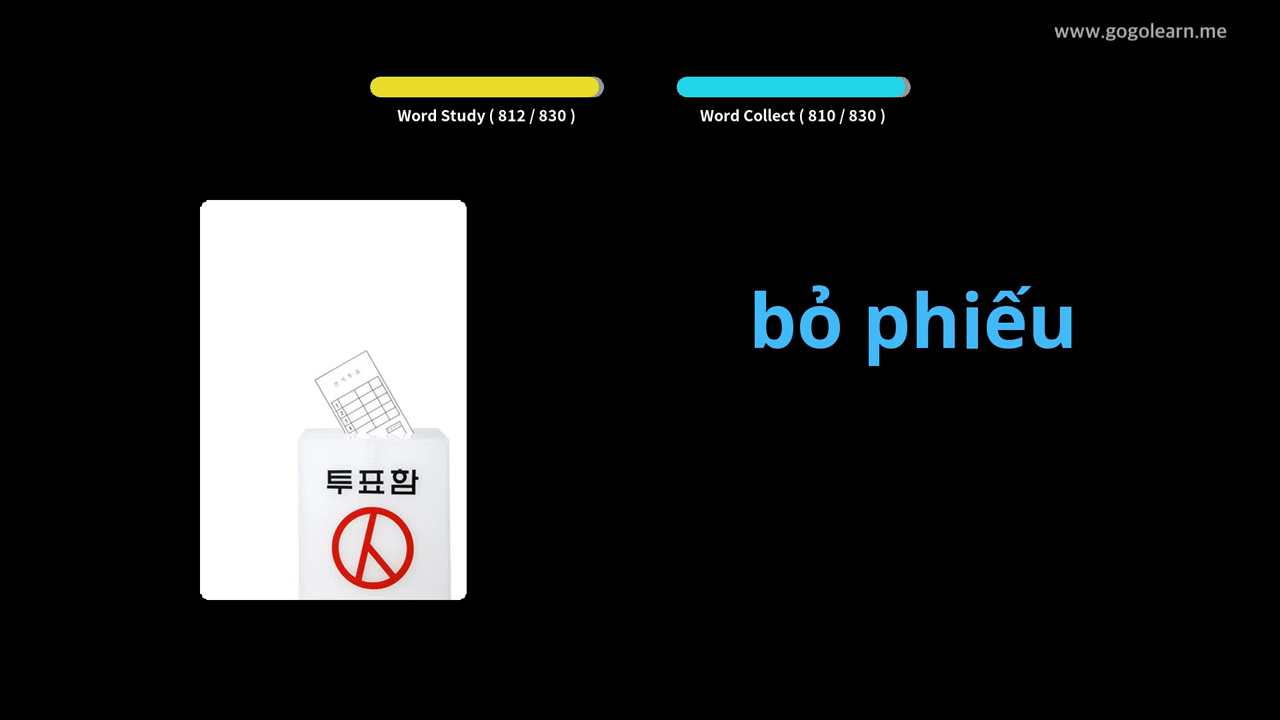 www.gogolearn.me
Word Study ( 812 / 830 )
Word Collect ( 810 / 830 )
bỏ phiếu
투표함